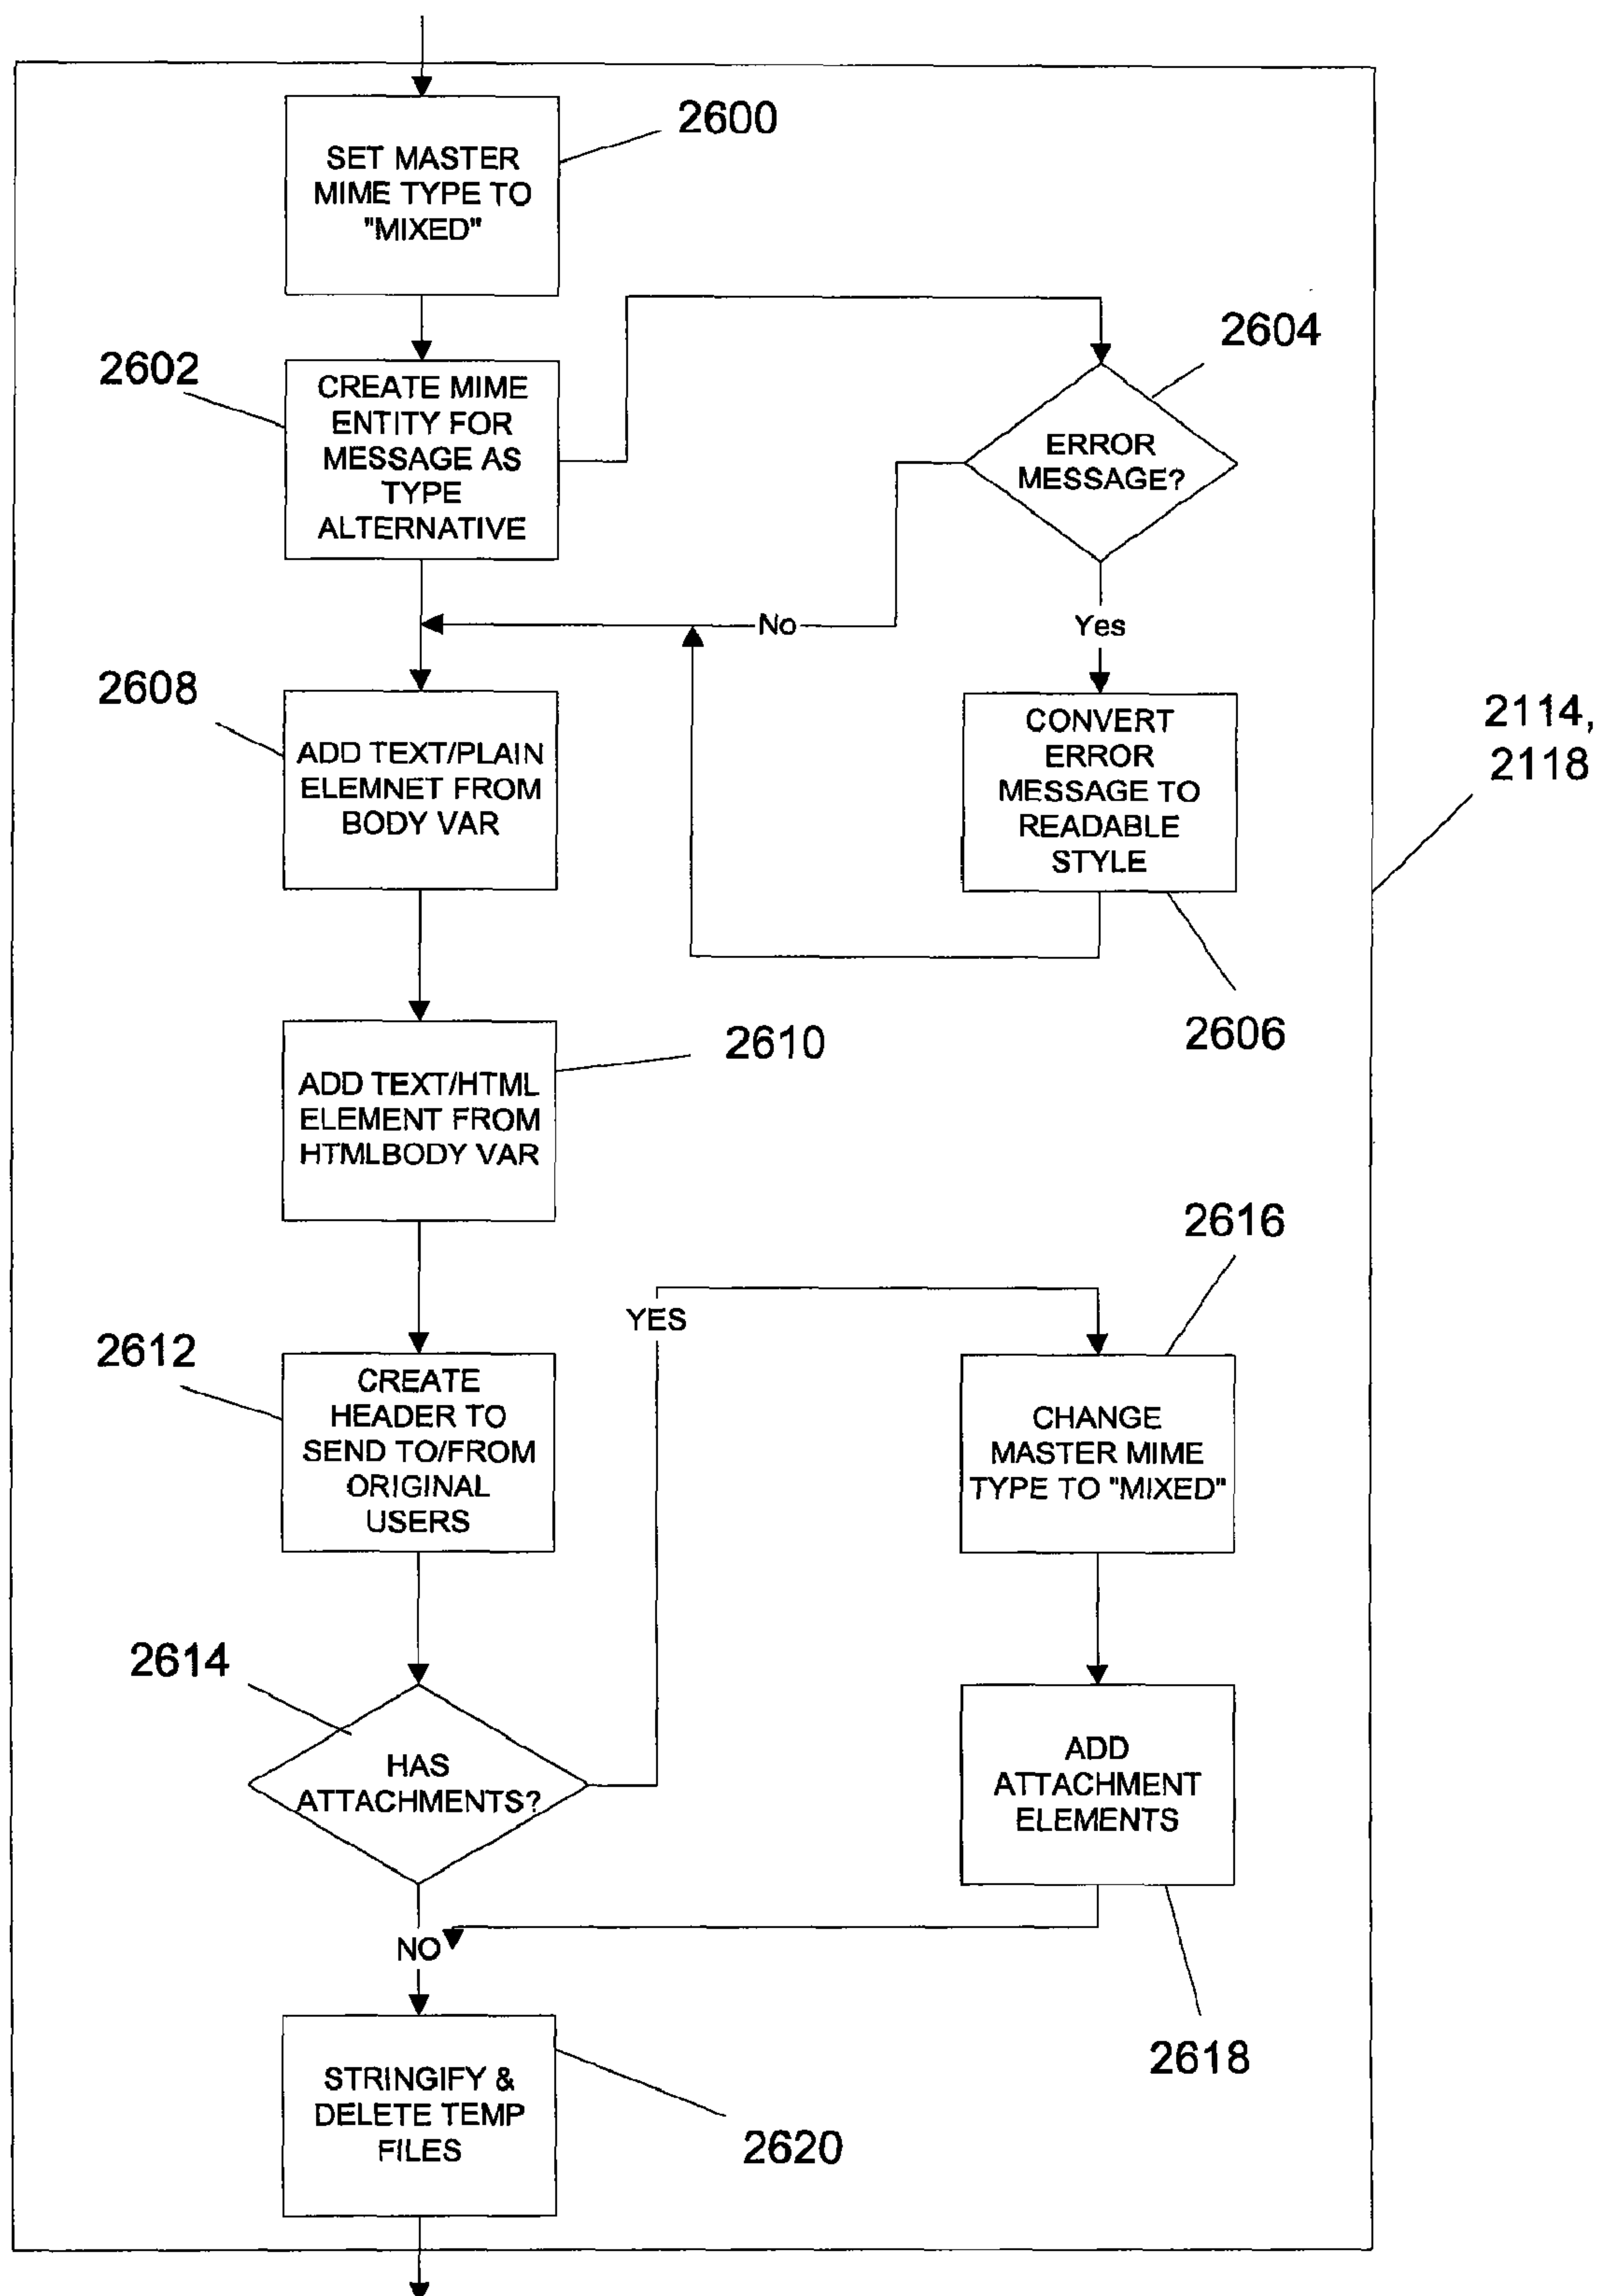 2600
SET MASTER
MIME TYPE TO
"MIXED"
2604
2602
CREATE MIME
ENTITY FOR
MESSAGE AS
TYPE
ALTERNATIVE
ERROR
MESSAGE?
No
Yes
2608
ADD TEXT/PLAIN
ELEMNET FROM
BODY VAR
CONVERT
ERROR
MESSAGE TO
READABLE
STYLE
2114,
2118
2606
2610
ADD TEXT/HTML
ELEMENT FROM
HTMLBODY VAR
2616
YES
2612
CREATE
HEADER TO
SEND TO/FROM
ORIGINAL
USERS
CHANGE
MASTER MIME
TYPE TO "MIXED"
2614
HAS
ATTACHMENTS?
ADD
ATTACHMENT
ELEMENTS
NO
2618
STRINGIFY &
DELETE TEMP
FILES
2620